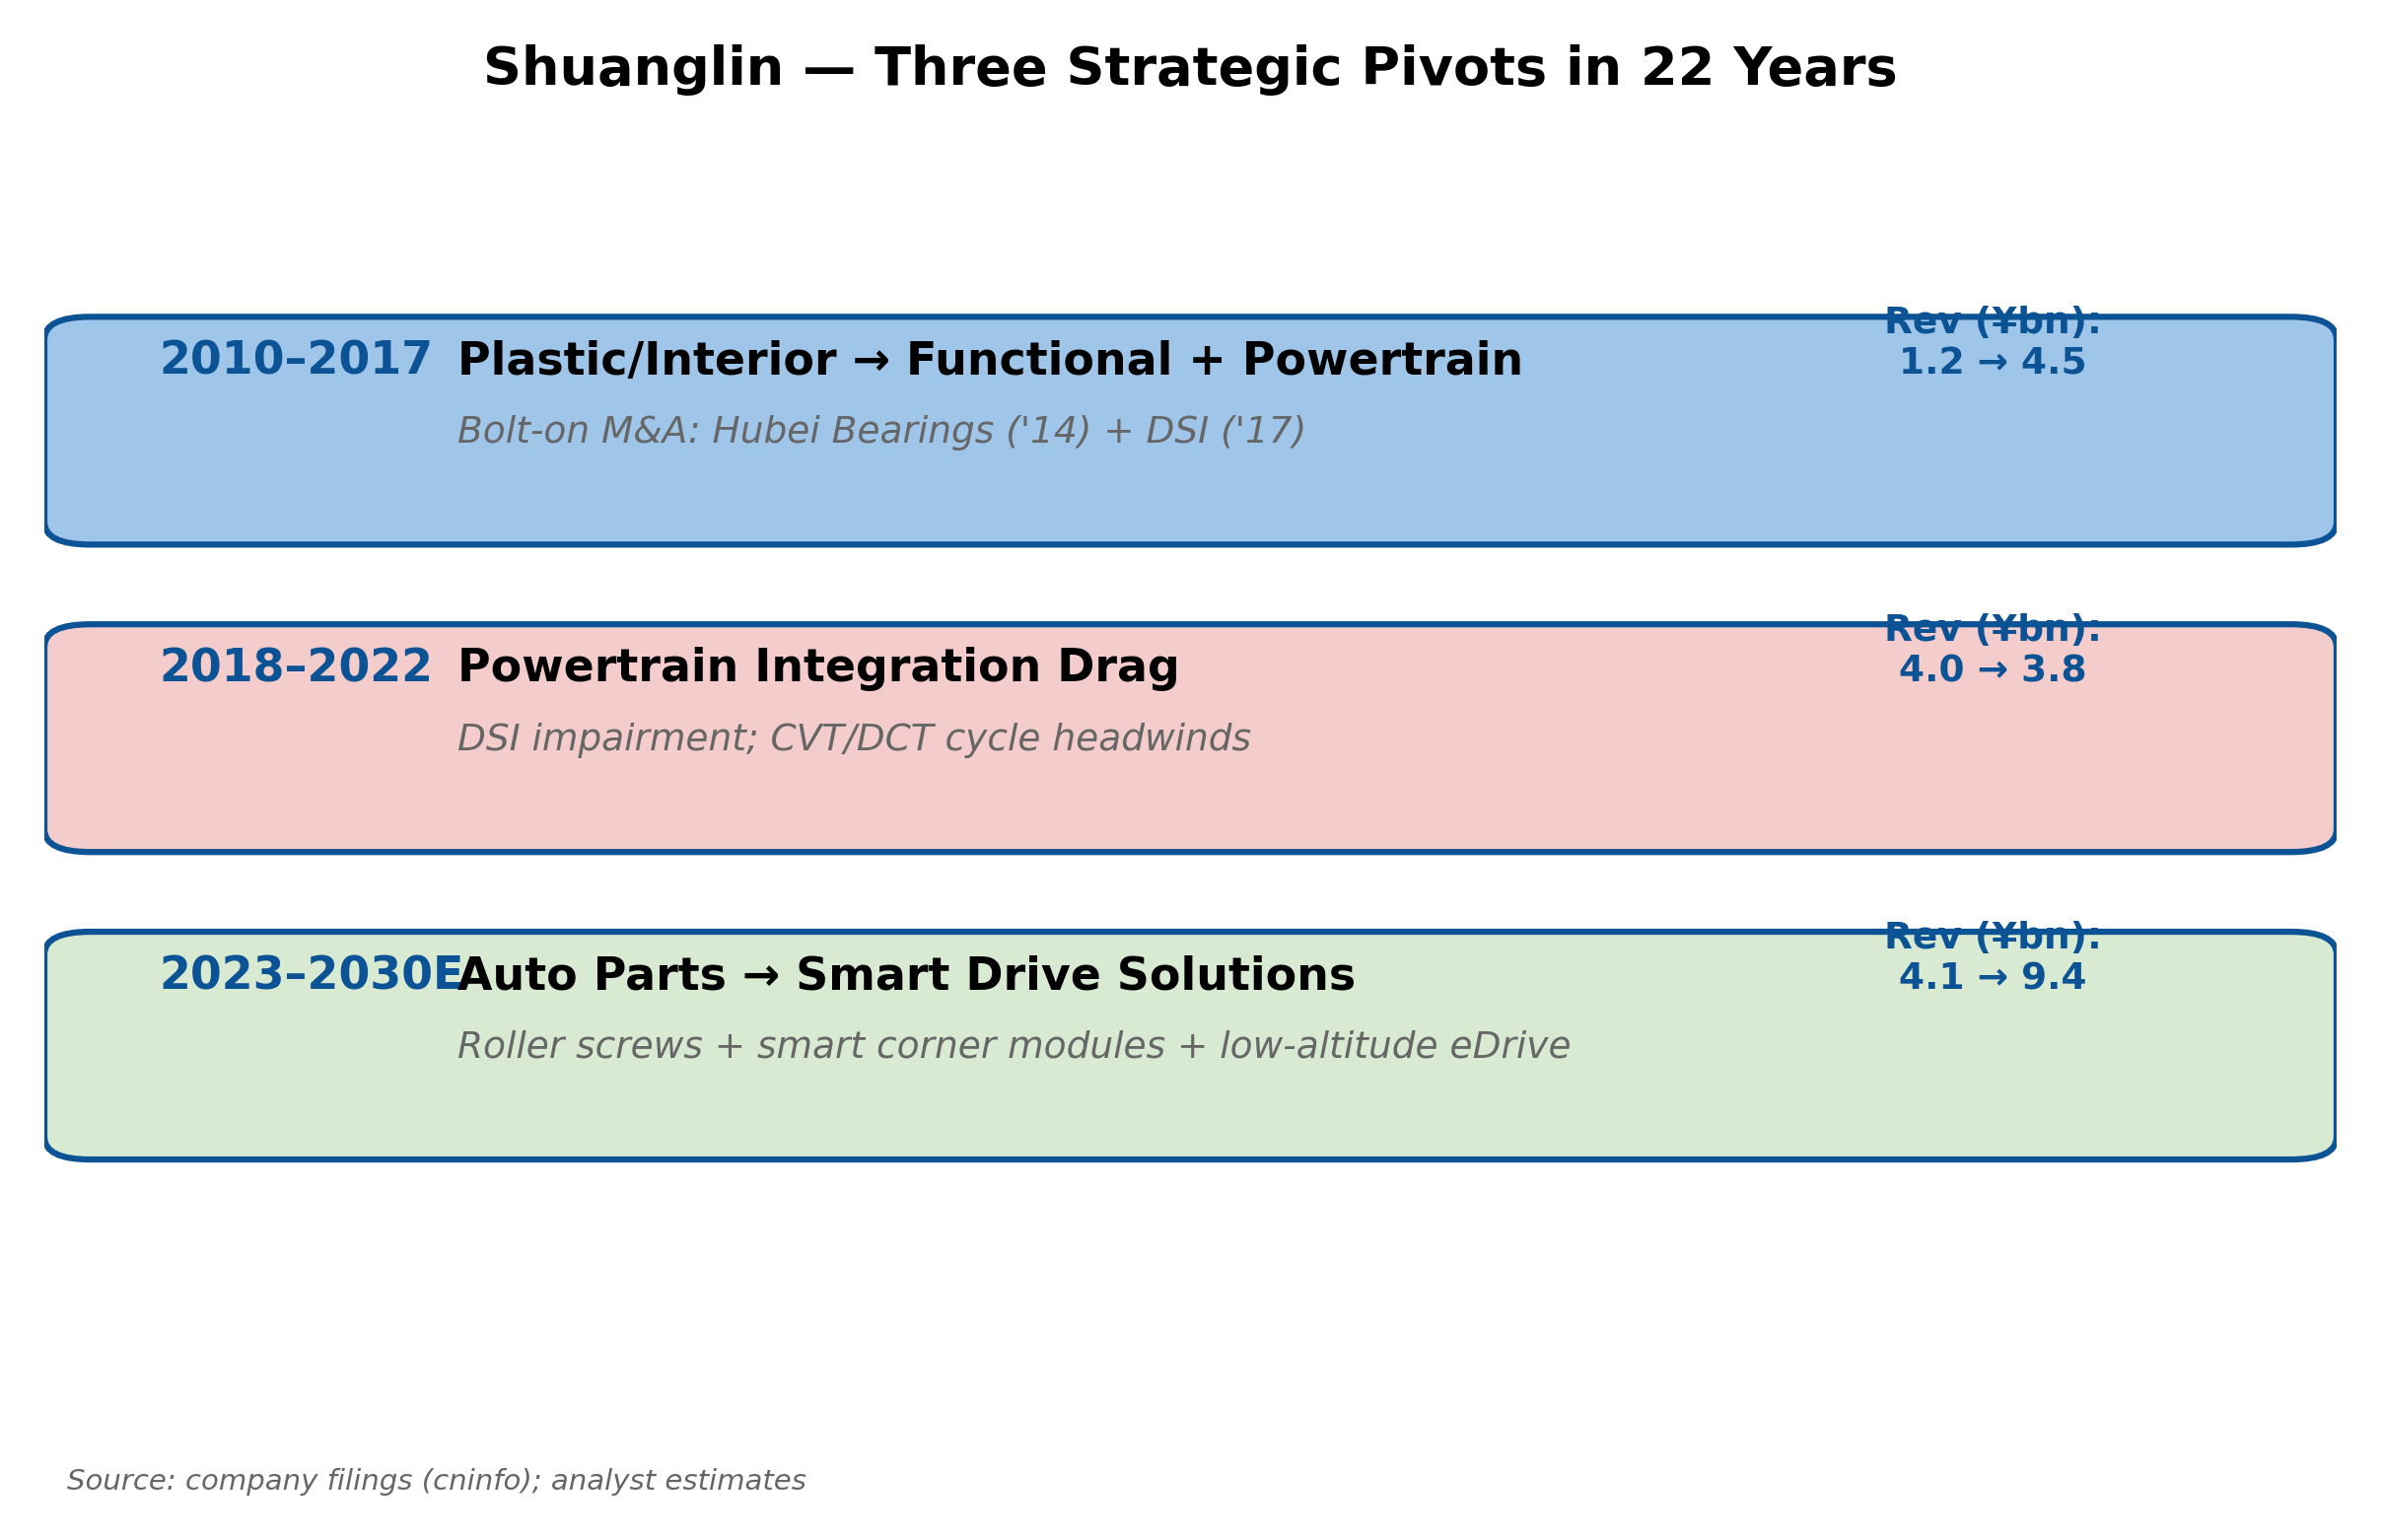 Shuanglin — Three Strategic Pivots in 22 Years
Rev (¥bn):
2010–2017 Plastic/Interior → Functional + Powertrain 1.2 → 4.5
Bolt-on M&A: Hubei Bearings ('14) + DSI ('17)
Rev (¥bn):
2018–2022 Powertrain Integration Drag 4.0 → 3.8
DSI impairment; CVT/DCT cycle headwinds
Rev (¥bn):
2023–2030E Auto Parts → Smart Drive Solutions 4.1 → 9.4
Roller screws + smart corner modules + low-altitude eDrive
Source: company filings (cninfo); analyst estimates